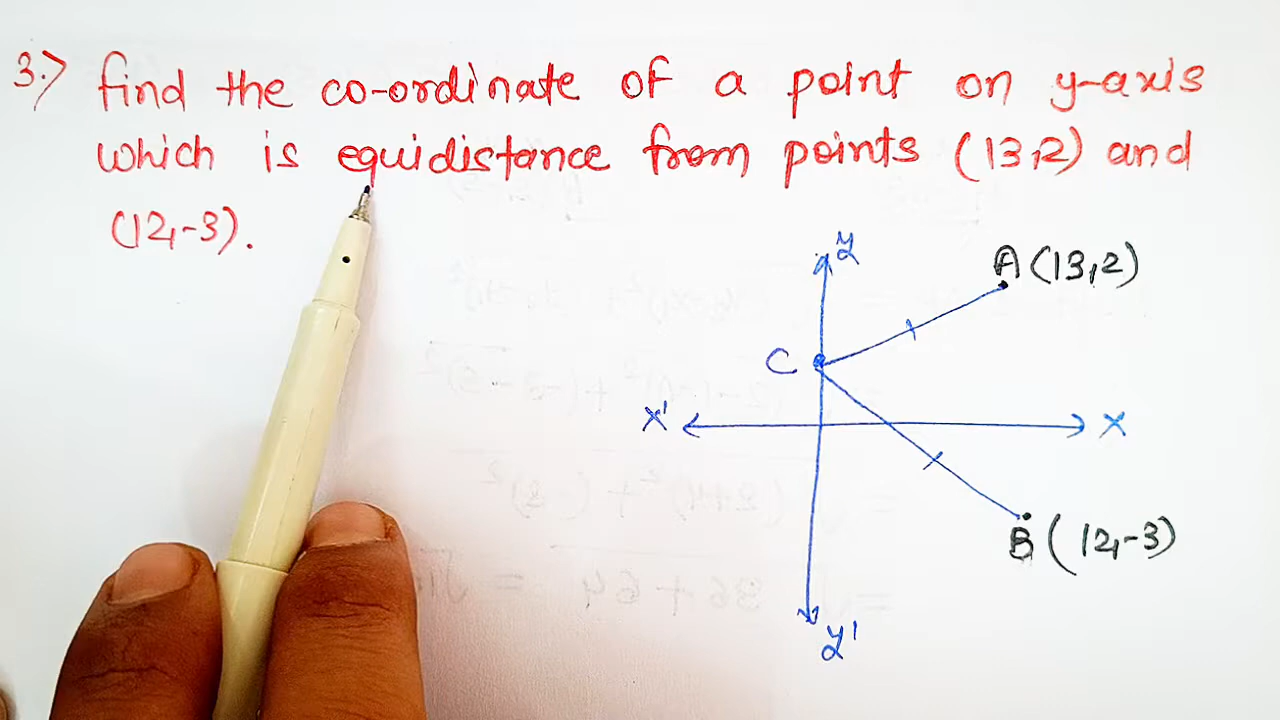 3.) find the co-ordinate of a point on y-axis
which is equidistance from points (13,2) and
(12,-3).
y
A (13,2)
C
x' x
B (12,-3)
y'